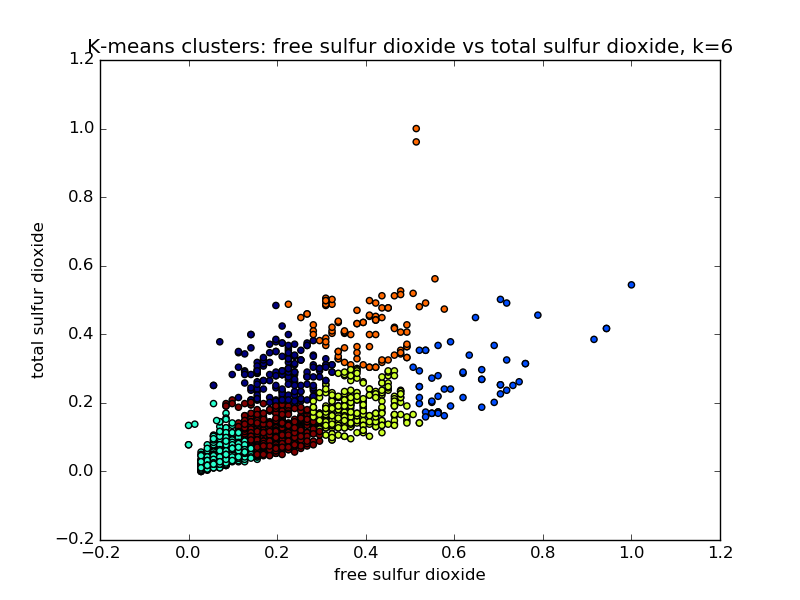 K-means clusters: free sulfur dioxide vs total sulfur dioxide, k=6
1.2
1.0
0.8
0.6
0.4
0.2
0.0
−0.2
total sulfur dioxide
−0.2 0.0 0.2 0.4 0.6 0.8 1.0 1.2
free sulfur dioxide